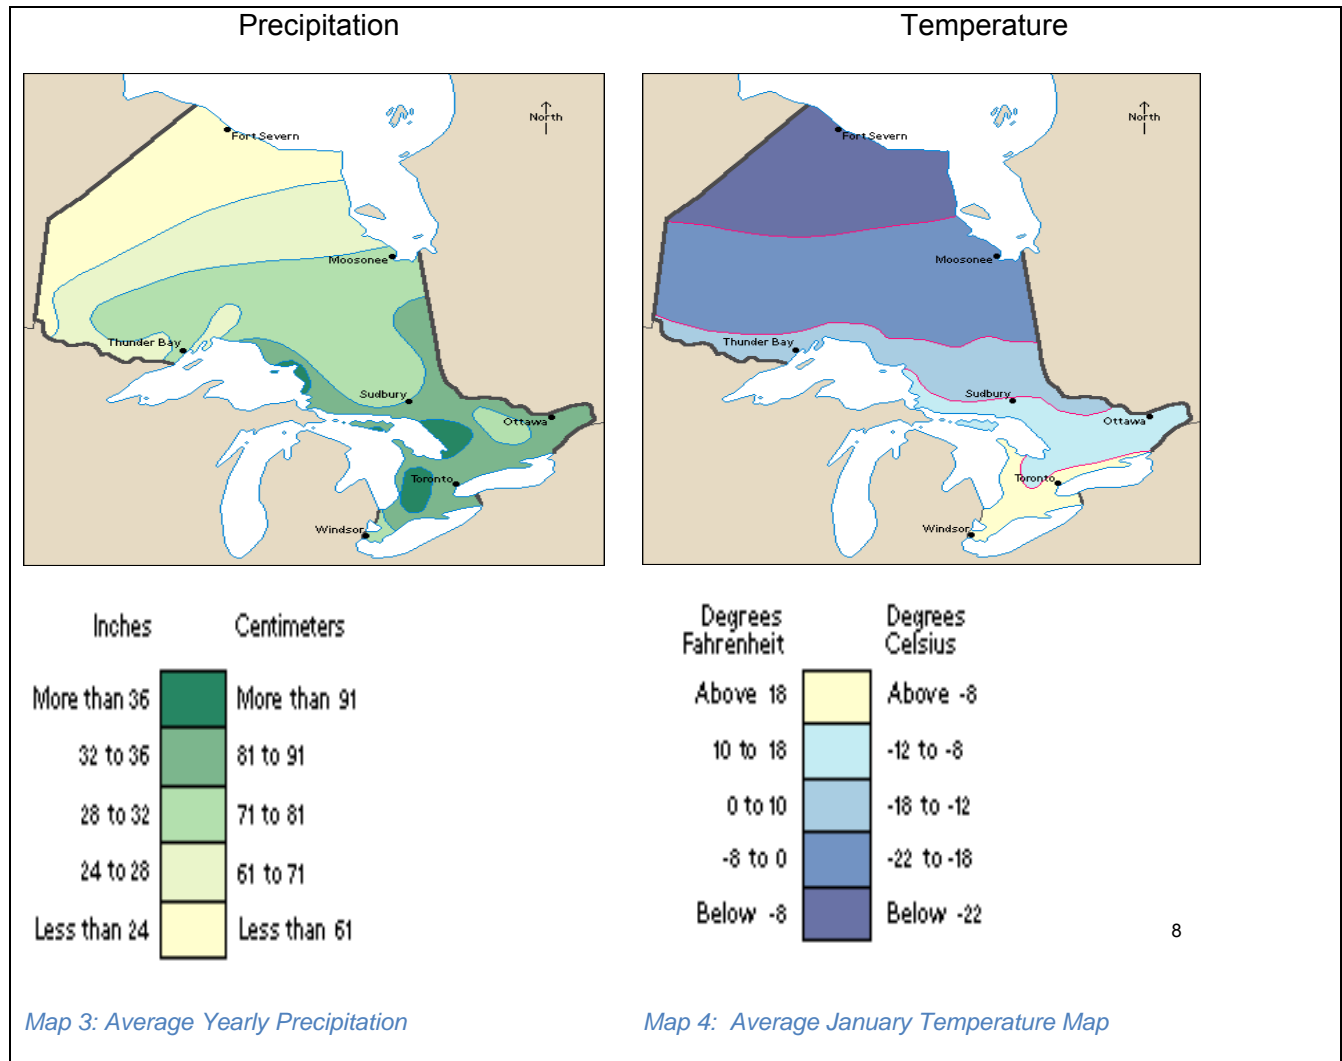 Precipitation
Temperature
North
Fort Severn
Moosonee
Thunder Bay
Sudbury
Ottawa
Toronto
Windsor
North
Fort Severn
Moosonee
Thunder Bay
Sudbury
Ottawa
Toronto
Windsor
Inches
Centimeters
More than 36
More than 91
32 to 36
81 to 91
28 to 32
71 to 81
24 to 28
61 to 71
Less than 24
Less than 61
Degrees
Fahrenheit
Degrees
Celsius
Above 18
Above -8
10 to 18
-12 to -8
0 to 10
-18 to -12
-8 to 0
-22 to -18
Below -8
Below -22
8
Map 3: Average Yearly Precipitation
Map 4: Average January Temperature Map